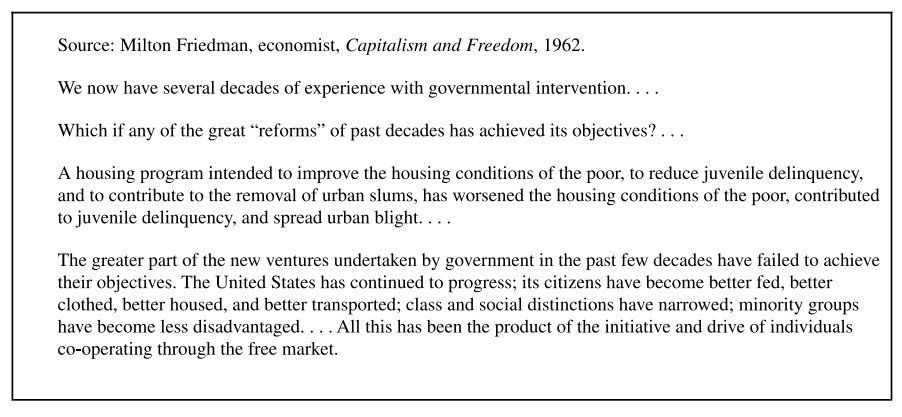 Source: Milton Friedman, economist, Capitalism and Freedom, 1962.
We now have several decades of experience with governmental intervention. . . .
Which if any of the great “reforms” of past decades has achieved its objectives? . . .
A housing program intended to improve the housing conditions of the poor, to reduce juvenile delinquency,
and to contribute to the removal of urban slums, has worsened the housing conditions of the poor, contributed
to juvenile delinquency, and spread urban blight. . . .
The greater part of the new ventures undertaken by government in the past few decades have failed to achieve
their objectives. The United States has continued to progress; its citizens have become better fed, better
clothed, better housed, and better transported; class and social distinctions have narrowed; minority groups
have become less disadvantaged. . . . All this has been the product of the initiative and drive of individuals
co-operating through the free market.